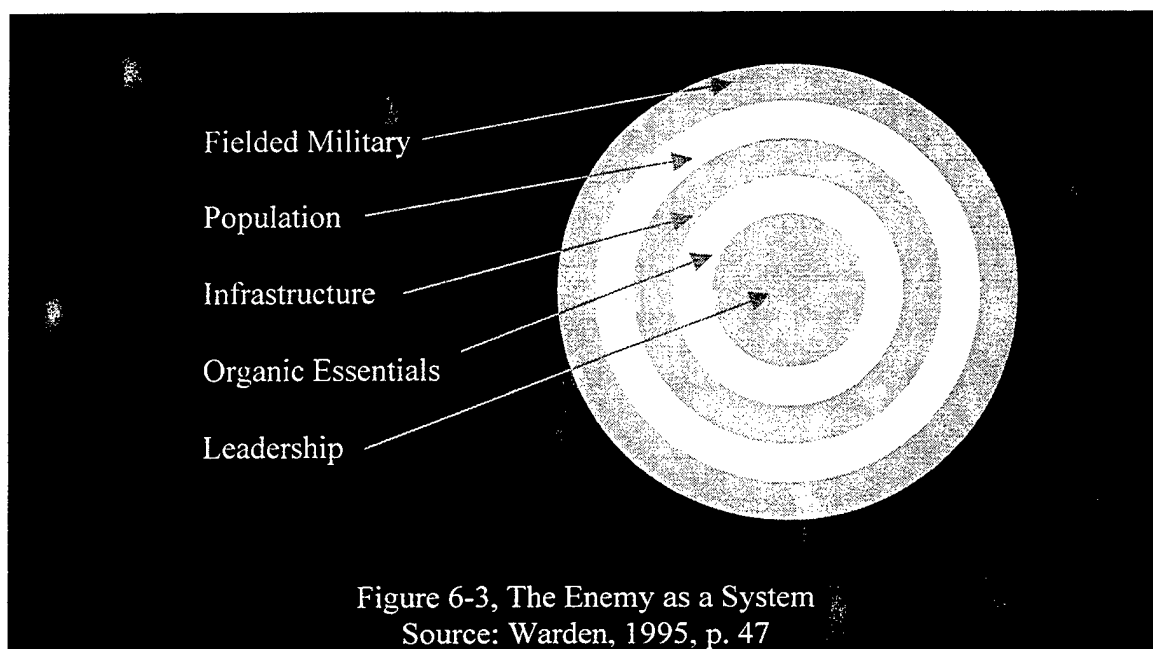 Fielded Military
Population
Infrastructure
Organic Essentials
Leadership
Figure 6-3, The Enemy as a System
Source: Warden, 1995, p. 47